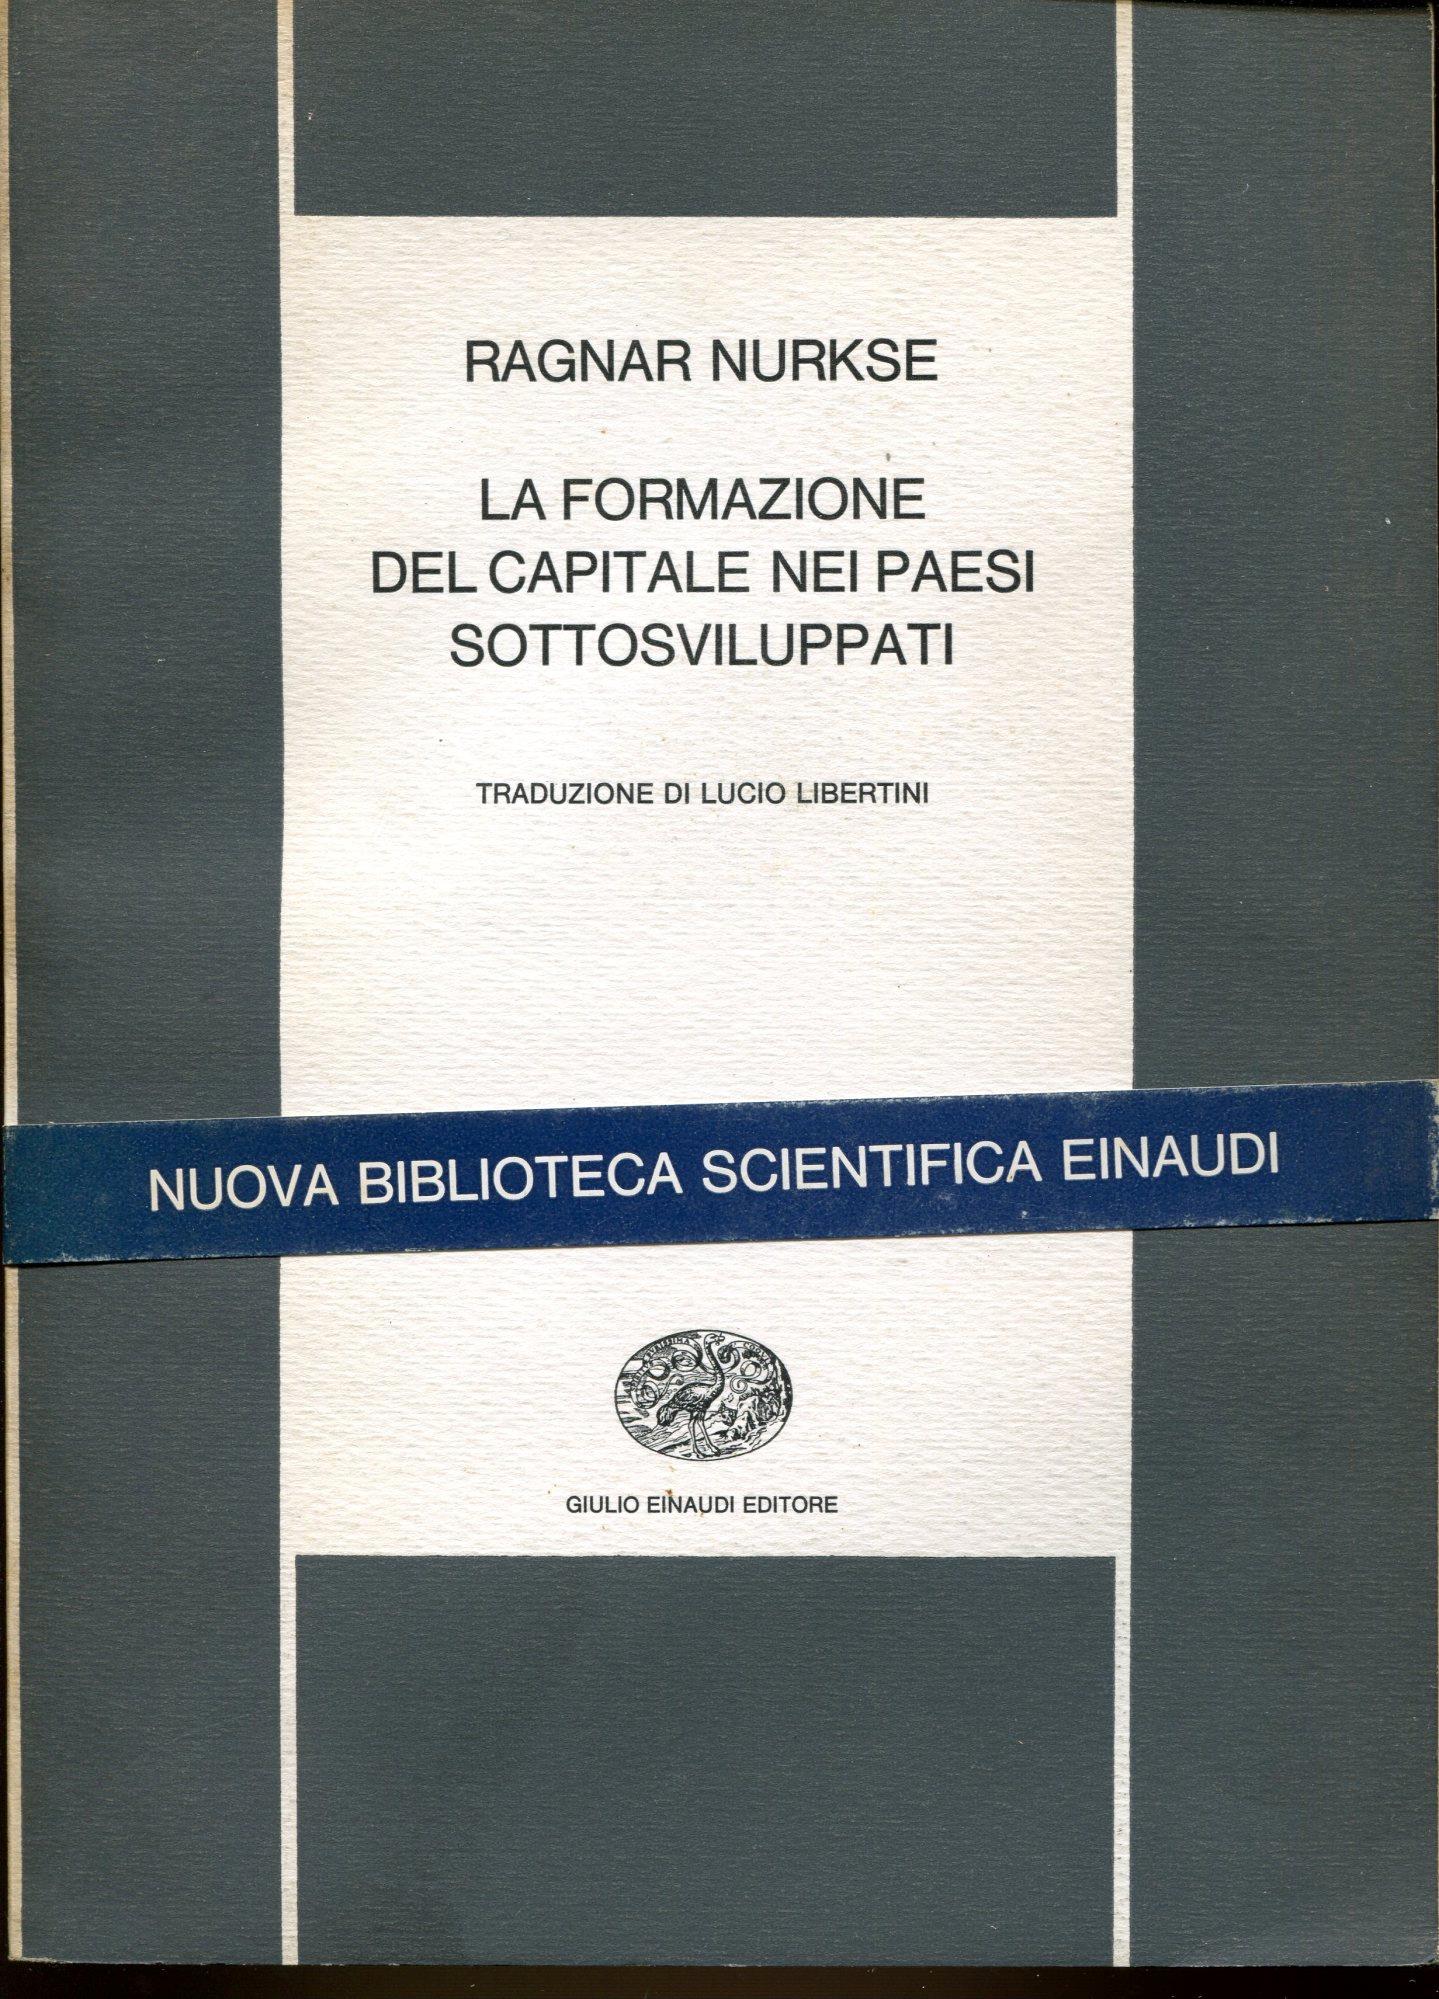 RAGNAR NURKSE
LA FORMAZIONE
DEL CAPITALE NEI PAESI
SOTTOSVILUPPATI
TRADUZIONE DI LUCIO LIBERTINI
NUOVA BIBLIOTECA SCIENTIFICA EINAUDI
GIULIO EINAUDI EDITORE